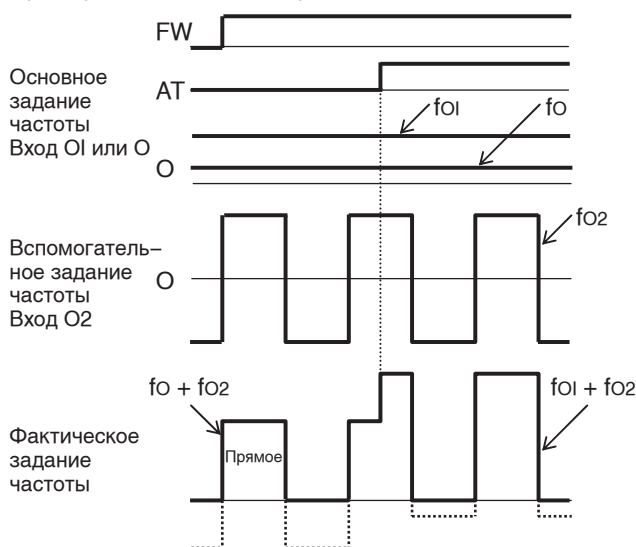 FW
Основное
задание
частоты
Вход OI или O
AT
fOI
fO
O
Вспомогатель–
ное задание
частоты
Вход O2
O
fO2
Фактическое
задание
частоты
fO + fO2
Прямое
fOI + fO2